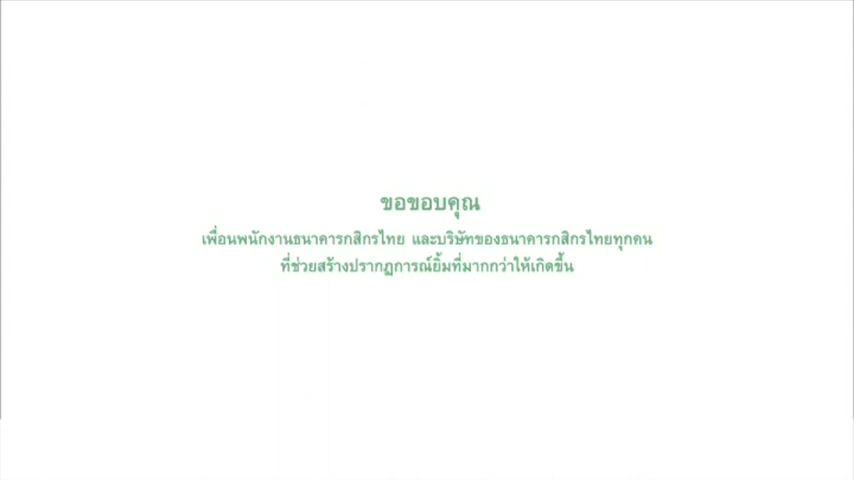 ขอขอบคุณ
เพื่อนพนักงานธนาคารกสิกรไทย และบริษัทของธนาคารกสิกรไทยทุกคน
ที่ช่วยสร้างปรากฏการณ์ยิ้มที่มากกว่าให้เกิดขึ้น